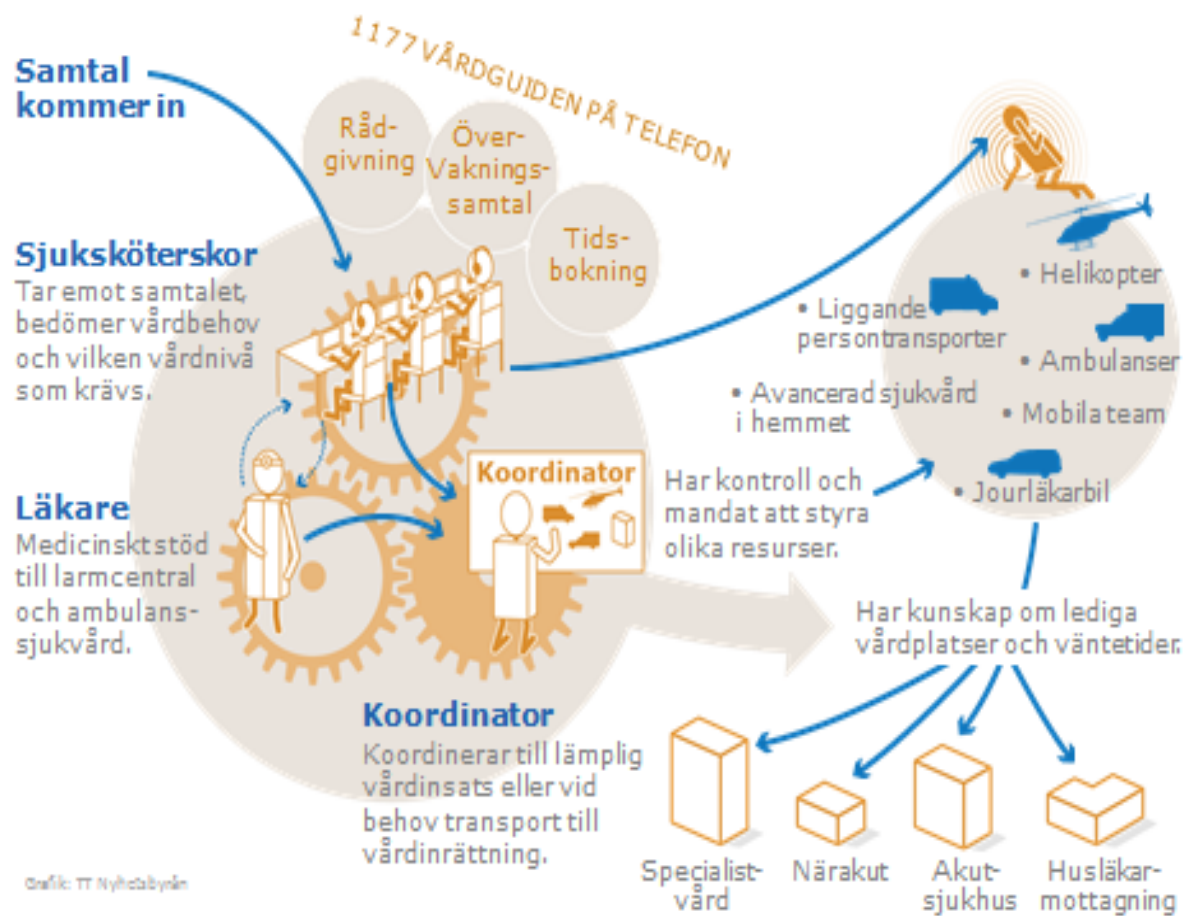 1177 VÅRDGUIDEN PÅ TELEFON
Samtal
kommer in
Råd-
givning
Över-
Vaknings-
samtal
Tids-
bokning
Sjuksköterskor
Tar emot samtalet,
bedömer vårdbehov
och vilken vårdnivå
som krävs.
Läkare
Medicinskt stöd
till larmcentral
och ambulans-
sjukvård.
Koordinator
Koordinator
Koordinerar till lämplig
vårdinsats eller vid
behov transport till
vårdinrättning.
• Helikopter
• Liggande
persontransporter
• Ambulanser
• Avancerad sjukvård
i hemmet
• Mobila team
• Jourläkarbil
Har kontroll och
mandat att styra
olika resurser.
Har kunskap om lediga
vårdplatser och väntetider.
Specialist-
vård
Närakut
Akut-
sjukhus
Husläkar-
mottagning
Grafik: TT Nyhetsbyrån